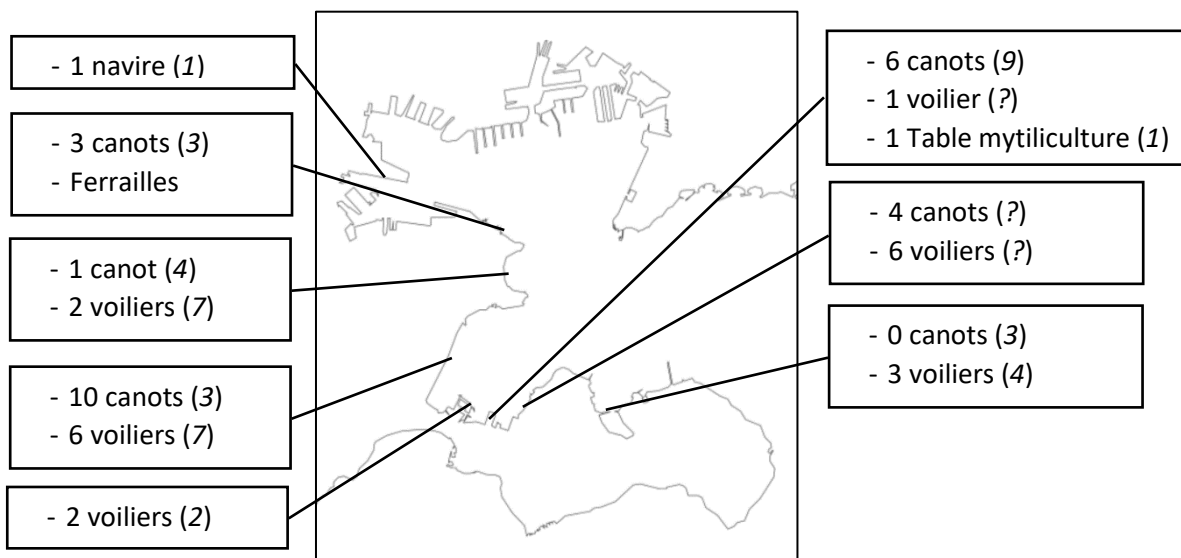 - 1 navire (1)
- 3 canots (3)
- Ferrailles
- 1 canot (4)
- 2 voiliers (7)
- 10 canots (3)
- 6 voiliers (7)
- 2 voiliers (2)
- 6 canots (9)
- 1 voilier (?)
- 1 Table mytiliculture (1)
- 4 canots (?)
- 6 voiliers (?)
- 0 canots (3)
- 3 voiliers (4)